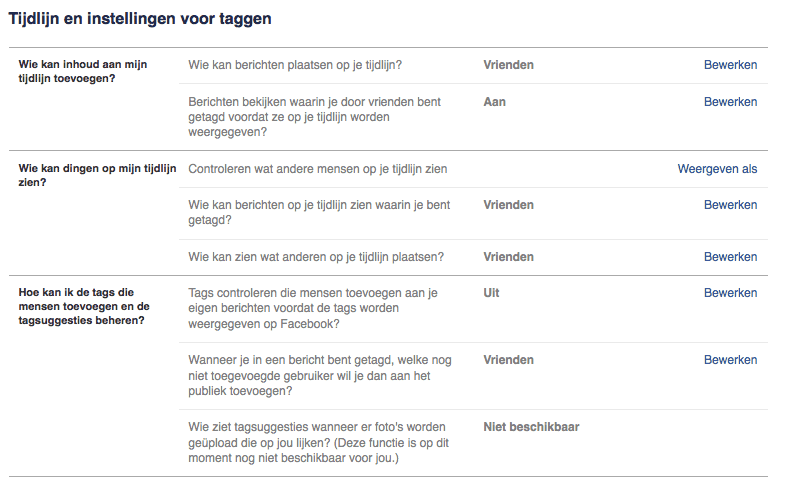 Tijdlijn en instellingen voor taggen
Wie kan inhoud aan mijn
tijdlijn toevoegen?
Wie kan berichten plaatsen op je tijdlijn?
Vrienden
Bewerken
Berichten bekijken waarin je door vrienden bent
getagd voordat ze op je tijdlijn worden
weergegeven?
Aan
Bewerken
Wie kan dingen op mijn tijdlijn
zien?
Controleren wat andere mensen op je tijdlijn zien
Weergeven als
Wie kan berichten op je tijdlijn zien waarin je bent
getagd?
Vrienden
Bewerken
Wie kan zien wat anderen op je tijdlijn plaatsen?
Vrienden
Bewerken
Hoe kan ik de tags die
mensen toevoegen en de
tagsuggesties beheren?
Tags controleren die mensen toevoegen aan je
eigen berichten voordat de tags worden
weergegeven op Facebook?
Uit
Bewerken
Wanneer je in een bericht bent getagd, welke nog
niet toegevoegde gebruiker wil je dan aan het
publiek toevoegen?
Vrienden
Bewerken
Wie ziet tagsuggesties wanneer er foto's worden
geüpload die op jou lijken? (Deze functie is op dit
moment nog niet beschikbaar voor jou.)
Niet beschikbaar